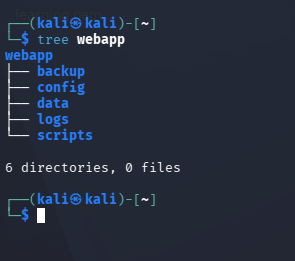 ┌──(kali㉿kali)-[~]
└─$ tree webapp
webapp
├── backup
├── config
├── data
├── logs
└── scripts
6 directories, 0 files
┌──(kali㉿kali)-[~]
└─$